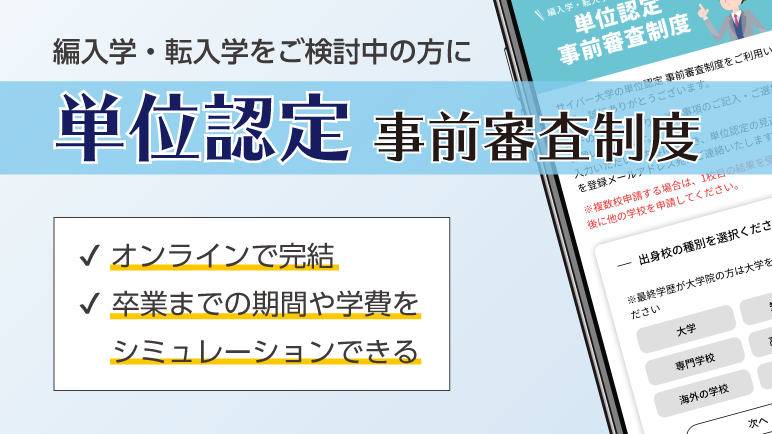 編入学・転入学をご検討中の方に
単位認定 事前審査制度
✓ オンラインで完結
✓ 卒業までの期間や学費を
シミュレーションできる
編入学・転入学
単位認定
事前審査制度
サイバー大学の単位認定 事前審査制度をご利用い
ありがとうございます。
事項のご記入・ご選
、単位認定の見込
入力いただいた
を登録メールアドレス宛にご連絡いたします
※複数校申請する場合は、1校目の結果を受
後に他の学校を申請してください。
出身校の種別を選択くださ
※最終学歴が大学院の方は大学を
ださい
大学
専門学校
海外の学校
次へ